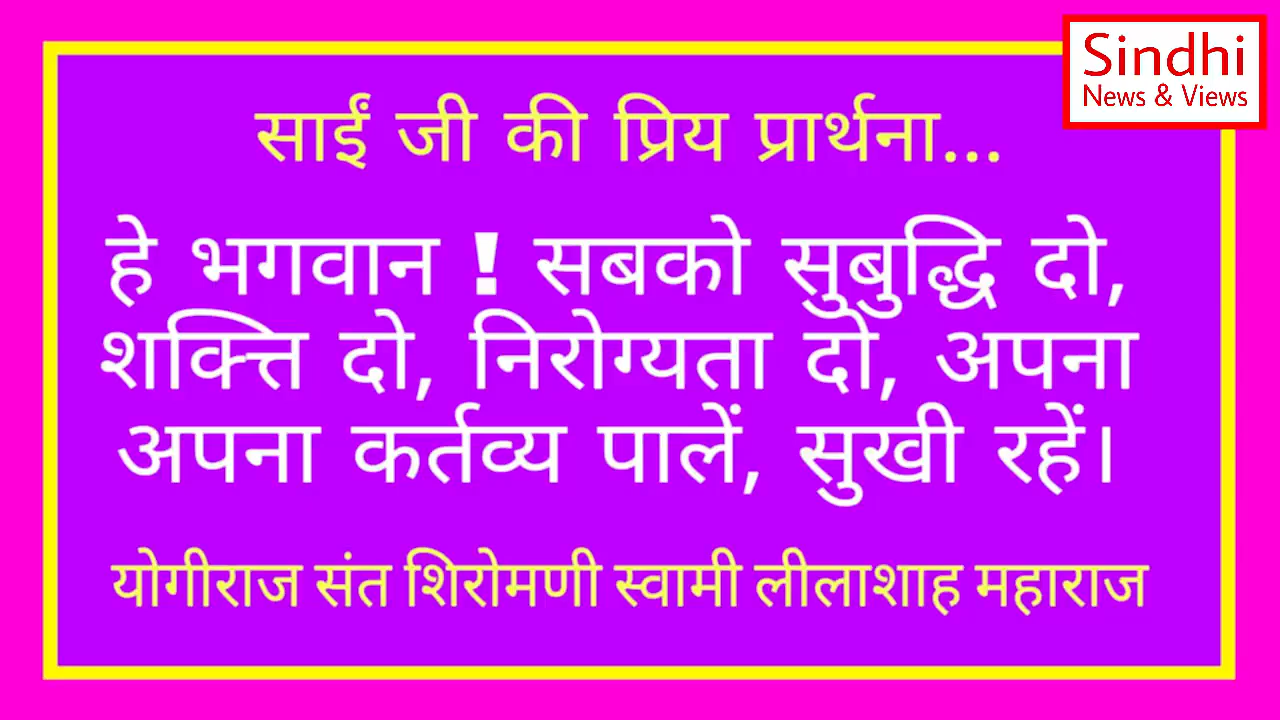 Sindhi
News & Views
साईं जी की प्रिय प्रार्थना...
हे भगवान ! सबको सुबुद्धि दो,
शक्ति दो, निरोग्यता दो, अपना
अपना कर्तव्य पालें, सुखी रहें।
योगीराज संत शिरोमणी स्वामी लीलाशाह महाराज